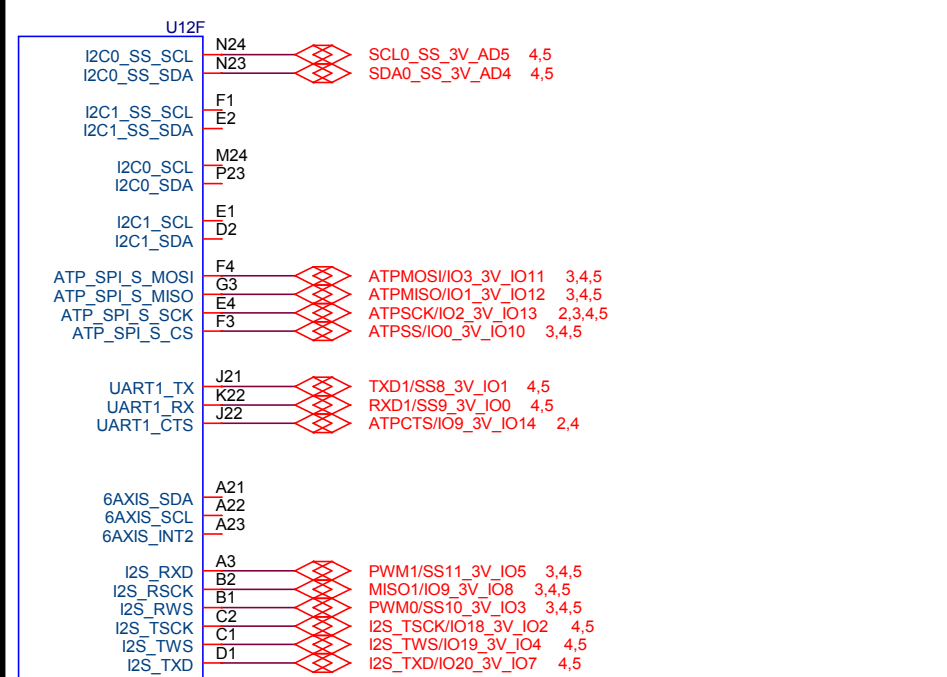 U12F
I2C0_SS_SCL N24 SCL0_SS_3V_AD5 4,5
I2C0_SS_SDA N23 SDA0_SS_3V_AD4 4,5
I2C1_SS_SCL F1
I2C1_SS_SDA E2
I2C0_SCL M24
I2C0_SDA P23
I2C1_SCL E1
I2C1_SDA D2
ATP_SPI_S_MOSI F4 ATPMOSI/IO3_3V_IO11 3,4,5
ATP_SPI_S_MISO G3 ATPMISO/IO1_3V_IO12 3,4,5
ATP_SPI_S_SCK E4 ATPSCK/IO2_3V_IO13 2,3,4,5
ATP_SPI_S_CS F3 ATPSS/IO0_3V_IO10 3,4,5
UART1_TX J21 TXD1/SS8_3V_IO1 4,5
UART1_RX K22 RXD1/SS9_3V_IO0 4,5
UART1_CTS J22 ATPCTS/IO9_3V_IO14 2,4
6AXIS_SDA A21
6AXIS_SCL A22
6AXIS_INT2 A23
I2S_RXD A3 PWM1/SS11_3V_IO5 3,4,5
I2S_RSCK B2 MISO1/IO9_3V_IO8 3,4,5
I2S_RWS B1 PWM0/SS10_3V_IO3 3,4,5
I2S_TSCK C2 I2S_TSCK/IO18_3V_IO2 4,5
I2S_TWS C1 I2S_TWS/IO19_3V_IO4 4,5
I2S_TXD D1 I2S_TXD/IO20_3V_IO7 4,5